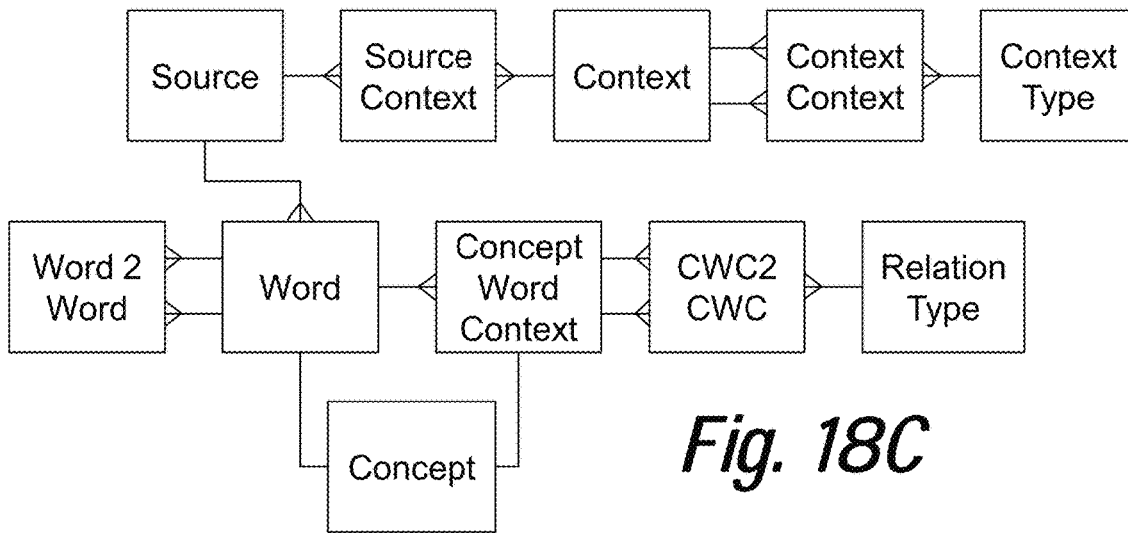 Source
Source
Context
Context
Context
Context
Context
Type
Word 2
Word
Word
Concept
Word
Context
CWC2
CWC
Relation
Type
Concept
Fig. 18C